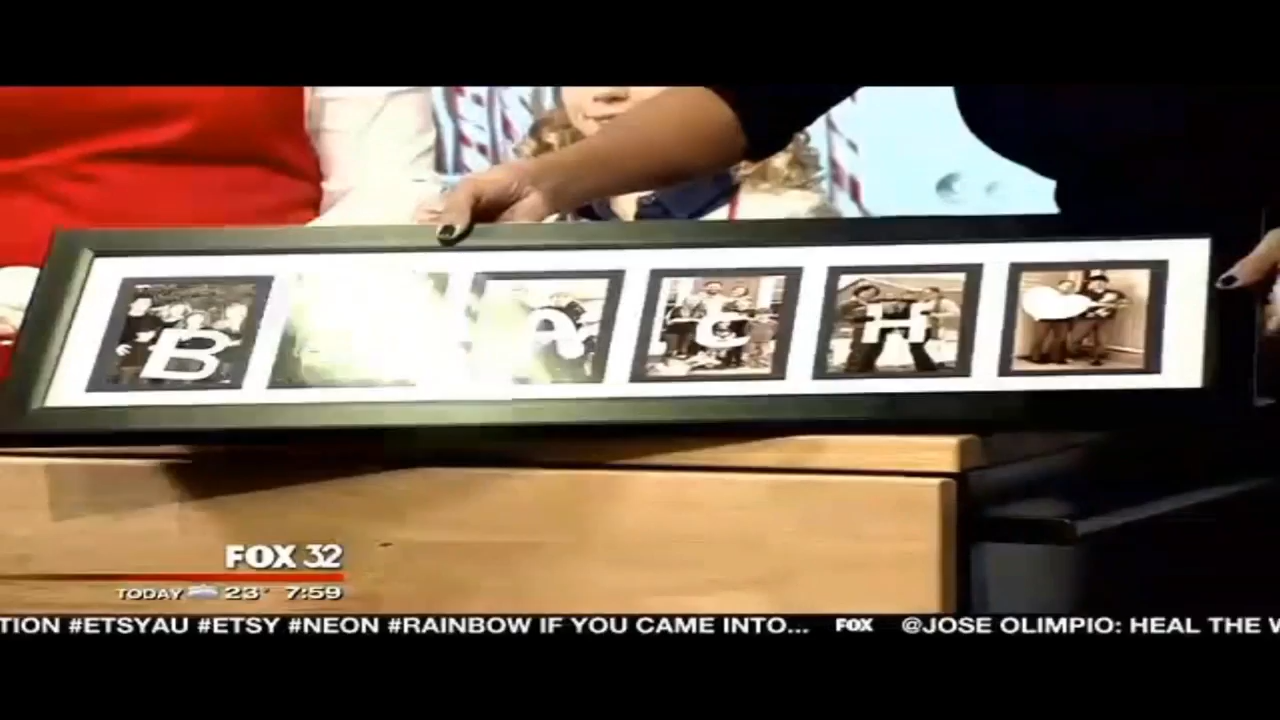 B A C H
FOX 32
TODAY 23° 7:59
TION #ETSYAU #ETSY #NEON #RAINBOW IF YOU CAME INTO... FOX @JOSE OLIMPIO: HEAL THE W